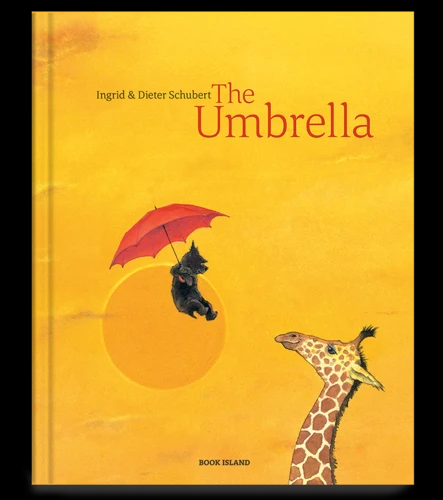 Ingrid & Dieter Schubert The
Umbrella
BOOK ISLAND